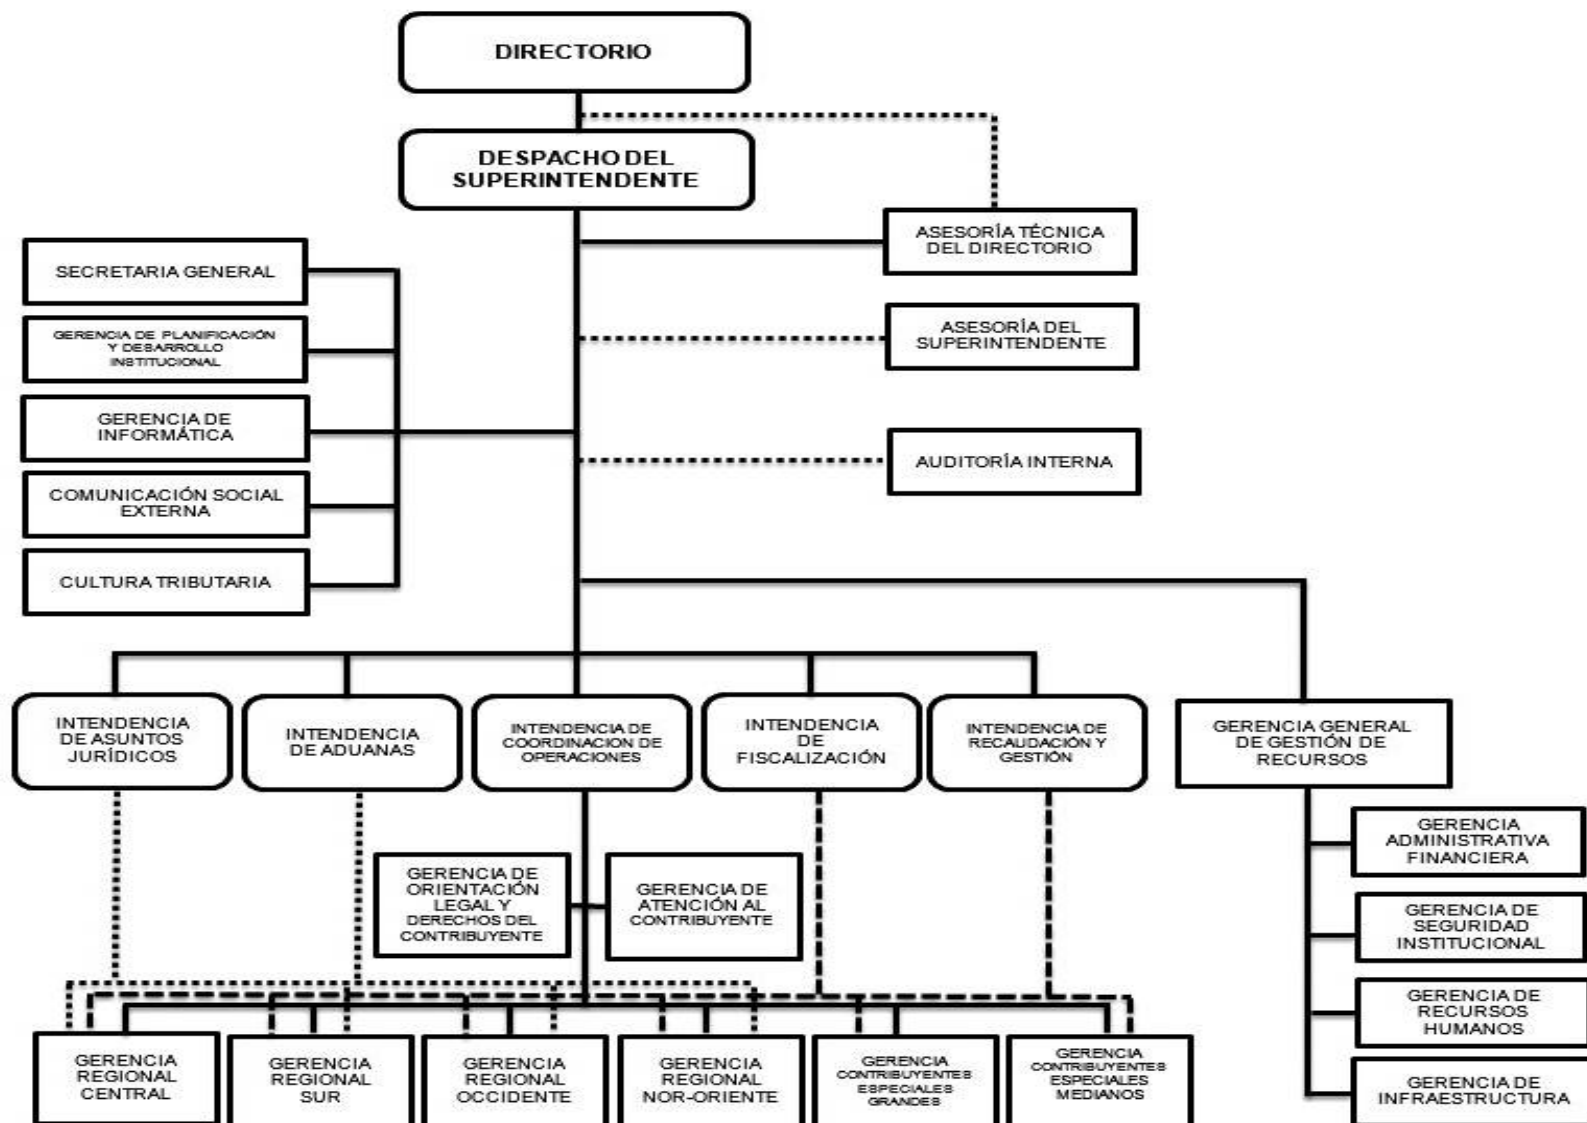 DIRECTORIO
DESPACHO DEL
SUPERINTENDENTE
ASESORÍA TÉCNICA
DEL DIRECTORIO
SECRETARIA GENERAL
ASESORÍA DEL
SUPERINTENDENTE
GERENCIA DE PLANIFICACIÓN
Y DESARROLLO
INSTITUCIONAL
GERENCIA DE
INFORMÁTICA
AUDITORÍA INTERNA
COMUNICACIÓN SOCIAL
EXTERNA
CULTURA TRIBUTARIA
INTENDENCIA
DE ASUNTOS
JURÍDICOS
INTENDENCIA
DE ADUANAS
INTENDENCIA DE
COORDINACION DE
OPERACIONES
INTENDENCIA
DE
FISCALIZACIÓN
INTENDENCIA DE
RECAUDACIÓN Y
GESTIÓN
GERENCIA GENERAL
DE GESTIÓN DE
RECURSOS
GERENCIA
ADMINISTRATIVA
FINANCIERA
GERENCIA DE
ORIENTACIÓN
LEGAL Y
DERECHOS DEL
CONTRIBUYENTE
GERENCIA DE
ATENCIÓN AL
CONTRIBUYENTE
GERENCIA DE
SEGURIDAD
INSTITUCIONAL
GERENCIA DE
RECURSOS
HUMANOS
GERENCIA
REGIONAL
CENTRAL
GERENCIA
REGIONAL
SUR
GERENCIA
REGIONAL
OCCIDENTE
GERENCIA
REGIONAL
NOR-ORIENTE
GERENCIA
CONTRIBUYENTES
ESPECIALES
GRANDES
GERENCIA
CONTRIBUYENTES
ESPECIALES
MEDIANOS
GERENCIA DE
INFRAESTRUCTURA